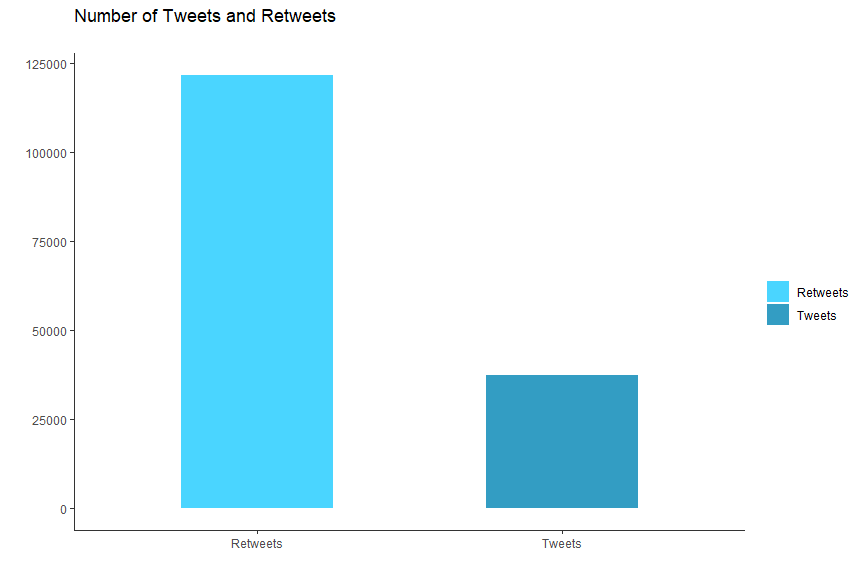 Number of Tweets and Retweets
125000
100000
75000
50000
25000
0
Retweets
Tweets
Retweets
Tweets